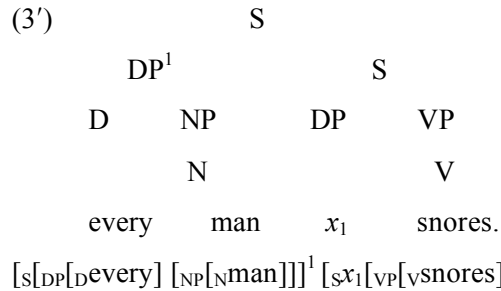 (3′) S
DP¹ S
D NP DP VP
N V
every man x₁ snores.
[S[DP[Devery] [NP[Nman]]]¹ [Sx₁[VP[Vsnores]